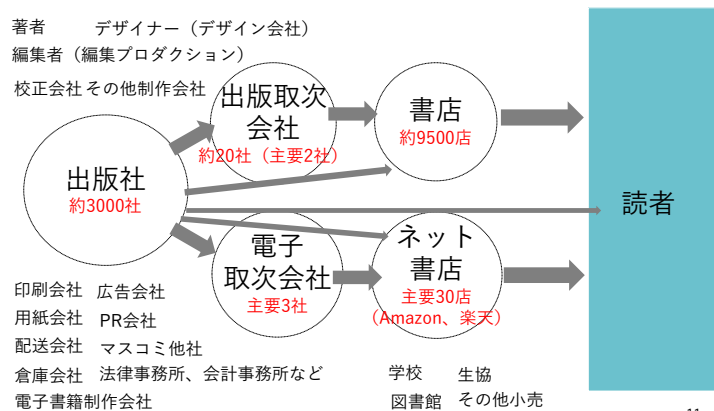 著者 デザイナー（デザイン会社）
編集者（編集プロダクション）
校正会社 その他制作会社
出版取次
会社
約20社（主要2社）
書店
約9500店
出版社
約3000社
読者
電子
取次会社
主要3社
ネット
書店
主要30店
（Amazon、楽天）
印刷会社 広告会社
用紙会社 PR会社
配送会社 マスコミ他社
倉庫会社 法律事務所、会計事務所など
電子書籍制作会社
学校 生協
図書館 その他小売